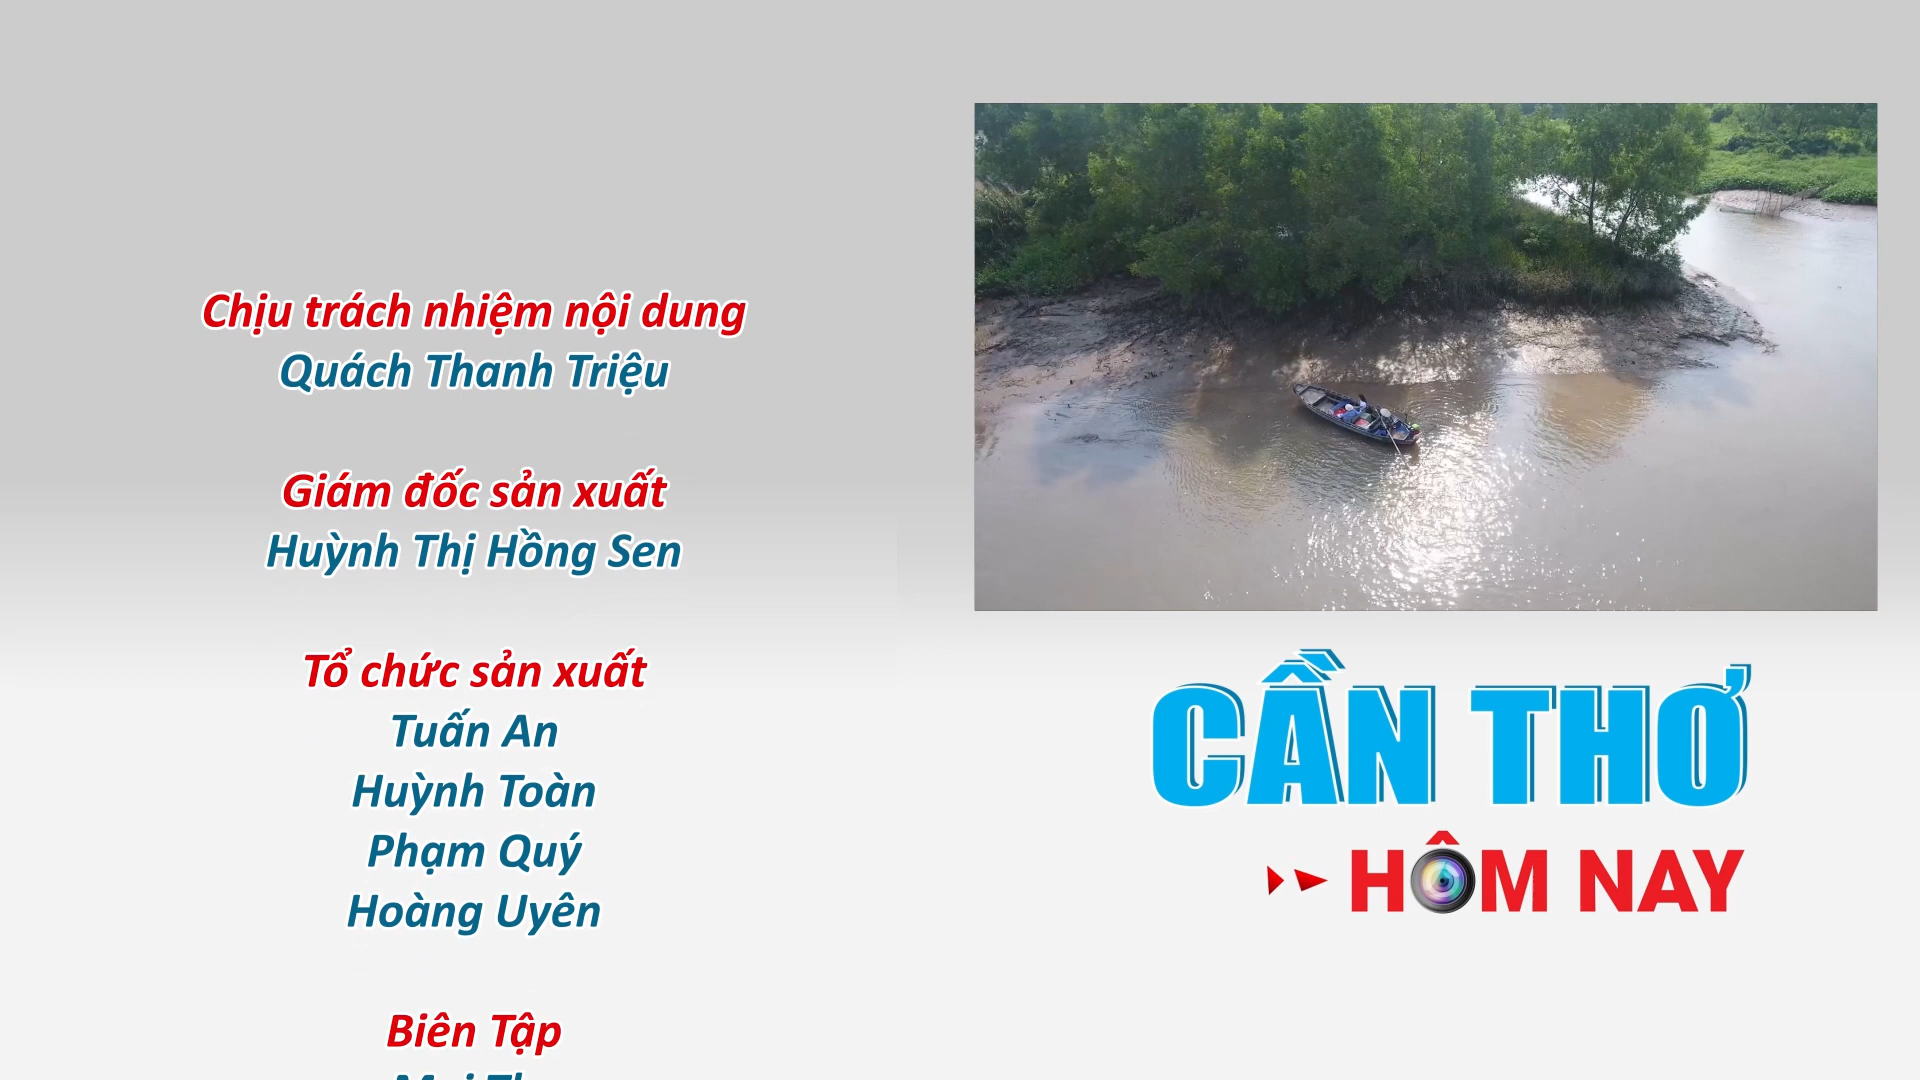 Chịu trách nhiệm nội dung
Quách Thanh Triệu
Giám đốc sản xuất
Huỳnh Thị Hồng Sen
Tổ chức sản xuất
Tuấn An
Huỳnh Toàn
Phạm Quý
Hoàng Uyên
Biên Tập
CẦN THƠ
HÔM NAY